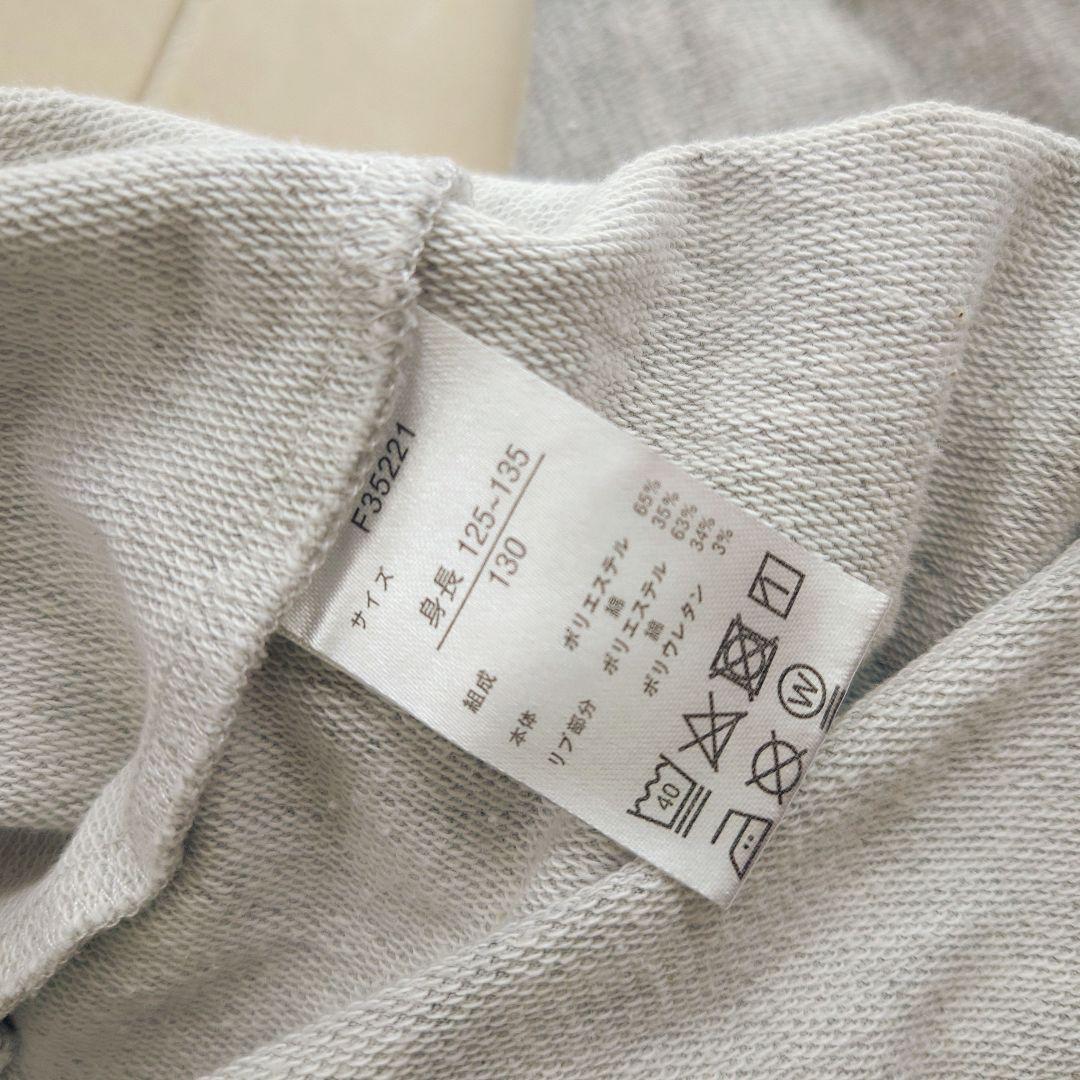 F35221
サイズ
身長 125~135
130
組成
本体 ポリエステル 65%
綿 35%
リブ部分 ポリエステル 63%
綿 34%
ポリウレタン 3%
40
W